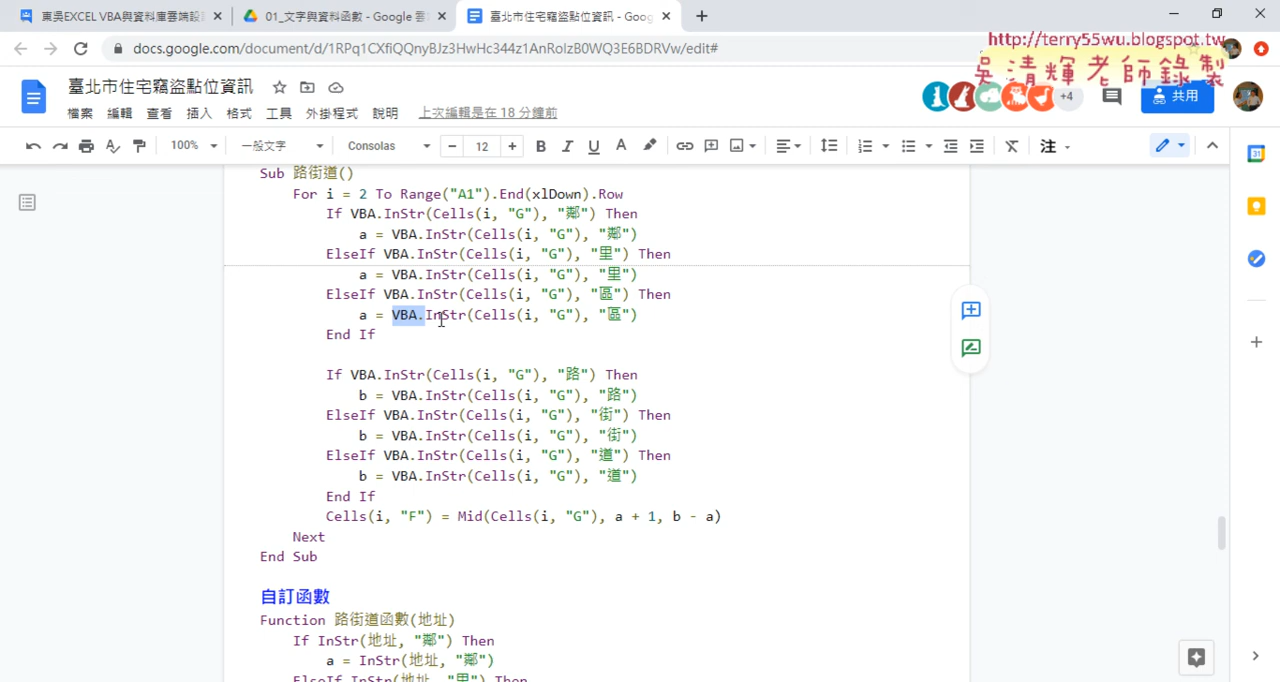 東吳EXCEL VBA與資料庫雲端設
01_文字與資料函數 - Google 雲
臺北市住宅竊盜點位資訊 - Goog
docs.google.com/document/d/1RPq1CXfiQQnyBJz3HwHc344z1AnRolzB0WQ3E6BDRVw/edit#
http://terry55wu.blogspot.tw
吳清輝老師錄製
臺北市住宅竊盜點位資訊
+4
共用
檔案 編輯 查看 插入 格式 工具 外掛程式 說明 上次編輯是在 18 分鐘前
100% 一般文字 Consolas 12 B I U A 注
Sub 路街道()
For i = 2 To Range("A1").End(xlDown).Row
If VBA.InStr(Cells(i, "G"), "鄰") Then
a = VBA.InStr(Cells(i, "G"), "鄰")
ElseIf VBA.InStr(Cells(i, "G"), "里") Then
a = VBA.InStr(Cells(i, "G"), "里")
ElseIf VBA.InStr(Cells(i, "G"), "區") Then
a = VBA.InStr(Cells(i, "G"), "區")
End If
If VBA.InStr(Cells(i, "G"), "路") Then
b = VBA.InStr(Cells(i, "G"), "路")
ElseIf VBA.InStr(Cells(i, "G"), "街") Then
b = VBA.InStr(Cells(i, "G"), "街")
ElseIf VBA.InStr(Cells(i, "G"), "道") Then
b = VBA.InStr(Cells(i, "G"), "道")
End If
Cells(i, "F") = Mid(Cells(i, "G"), a + 1, b - a)
Next
End Sub
自訂函數
Function 路街道函數(地址)
If InStr(地址, "鄰") Then
a = InStr(地址, "鄰")
ElseIf InStr(地址, "里") Then